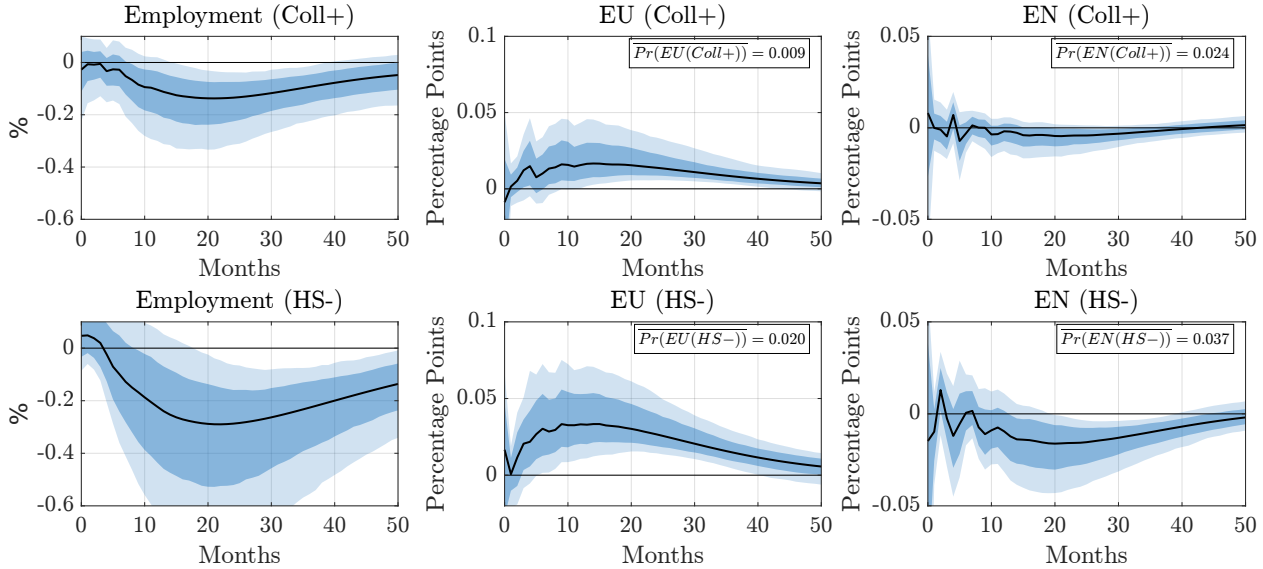 Employment (Coll+)
EU (Coll+)
EN (Coll+)
%
0
-0.2
-0.4
-0.6
0 10 20 30 40 50
Months
Percentage Points
0.1
0.05
0
Pr(EU(Coll+)) = 0.009
0 10 20 30 40 50
Months
Percentage Points
0.05
0
-0.05
Pr(EN(Coll+)) = 0.024
0 10 20 30 40 50
Months
Employment (HS-)
EU (HS-)
EN (HS-)
%
0
-0.2
-0.4
-0.6
0 10 20 30 40 50
Months
Percentage Points
0.1
0.05
0
Pr(EU(HS−)) = 0.020
0 10 20 30 40 50
Months
Percentage Points
0.05
0
-0.05
Pr(EN(HS−)) = 0.037
0 10 20 30 40 50
Months